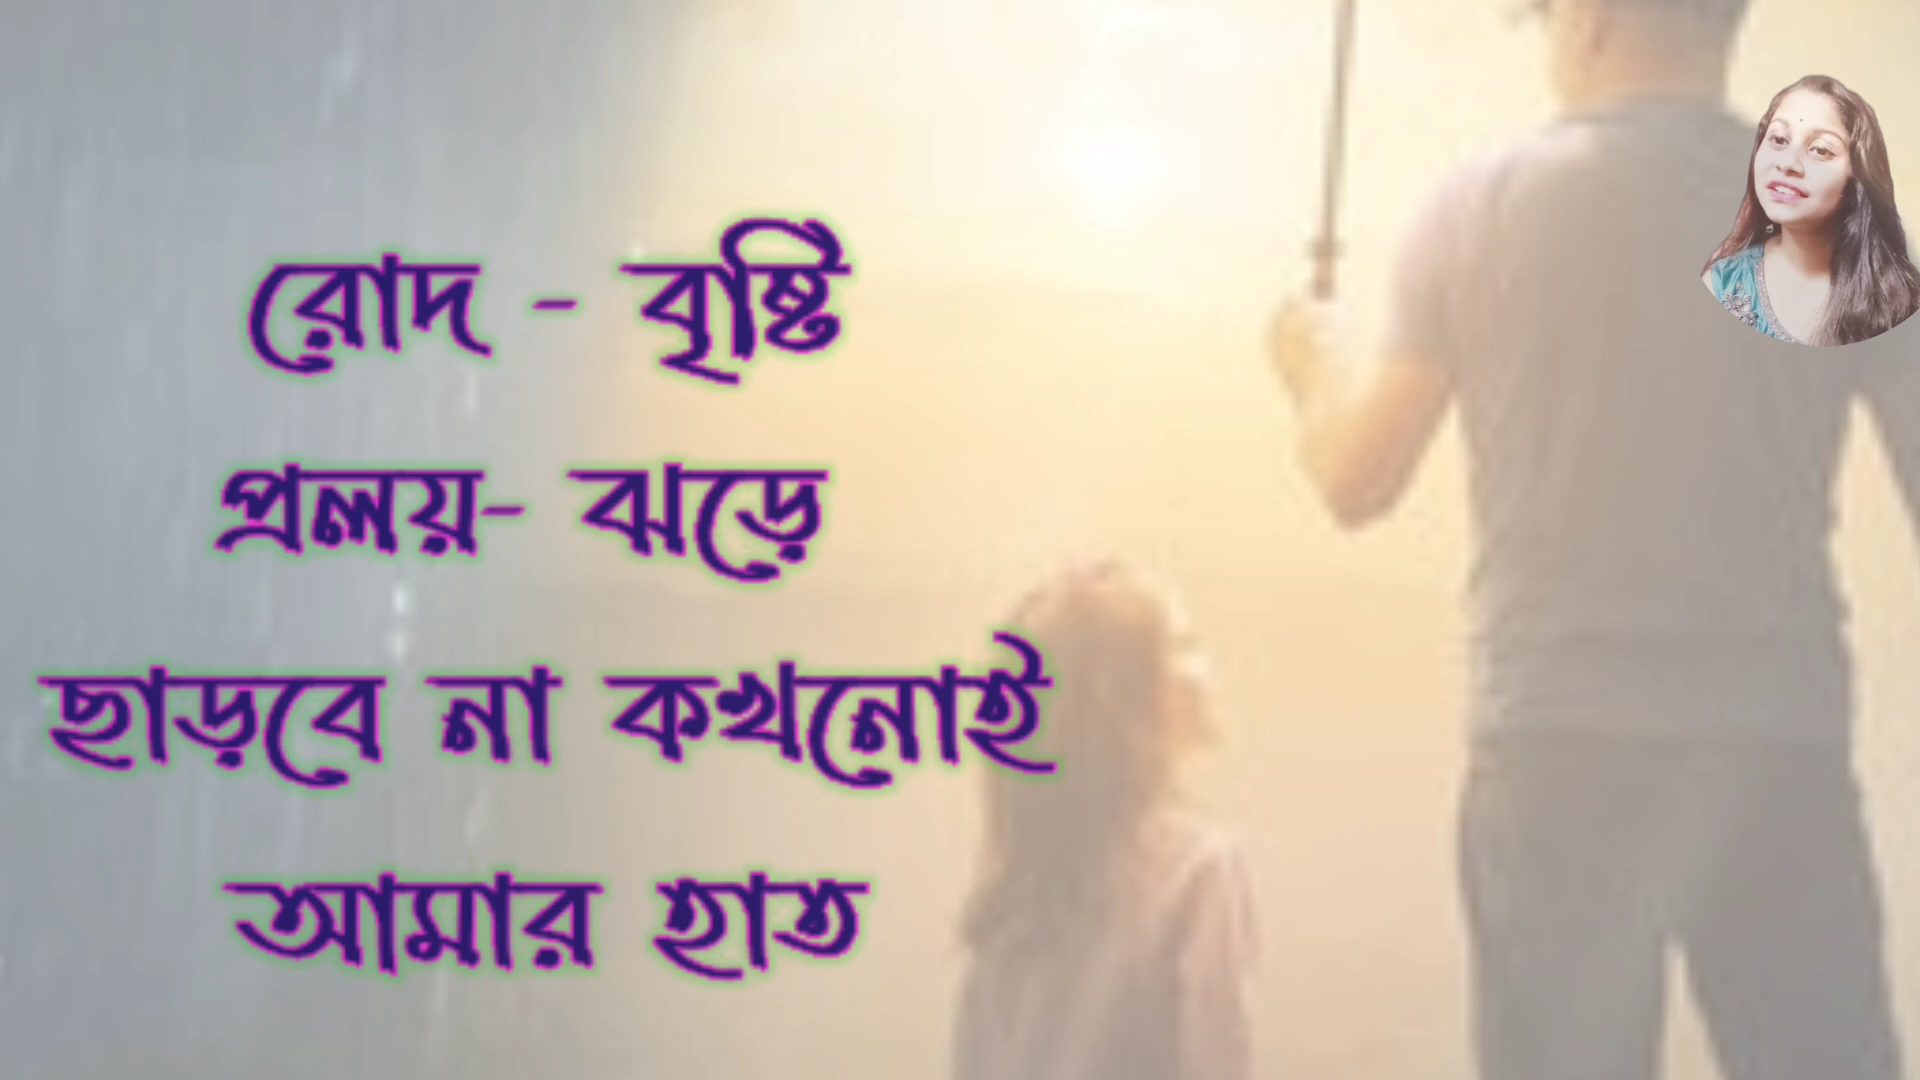 রোদ - বৃষ্টি
প্রলয়- ঝড়ে
ছাড়বে না কখনোই
আমার হাত